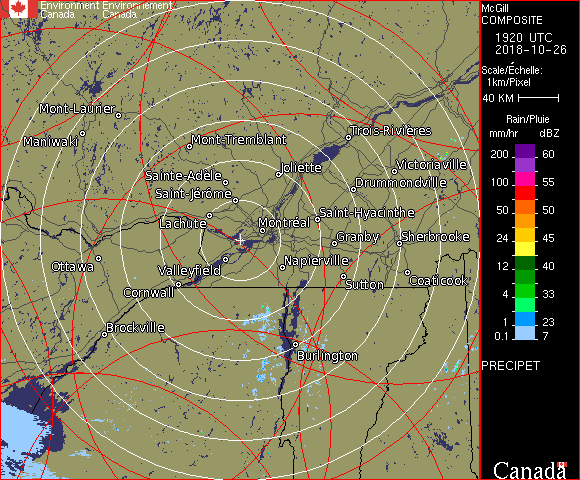 Environment Environnement
Canada Canada
McGill
COMPOSITE
1920 UTC
2018-10-26
Scale/Échelle:
1km/Pixel
40 KM
Rain/Pluie
mm/hr dBZ
200 60
100 55
50 50
24 45
12 40
4 33
1 23
0.1 7
PRECIPET
Canada
Mont-Laurier
Maniwaki
Mont-Tremblant
Trois-Rivières
Sainte-Adèle
Joliette
Victoriaville
Saint-Jérôme
Drummondville
Lachute
Montréal
Saint-Hyacinthe
Granby
Sherbrooke
Ottawa
Valleyfield
Napierville
Cornwall
Sutton
Coaticook
Brockville
Burlington